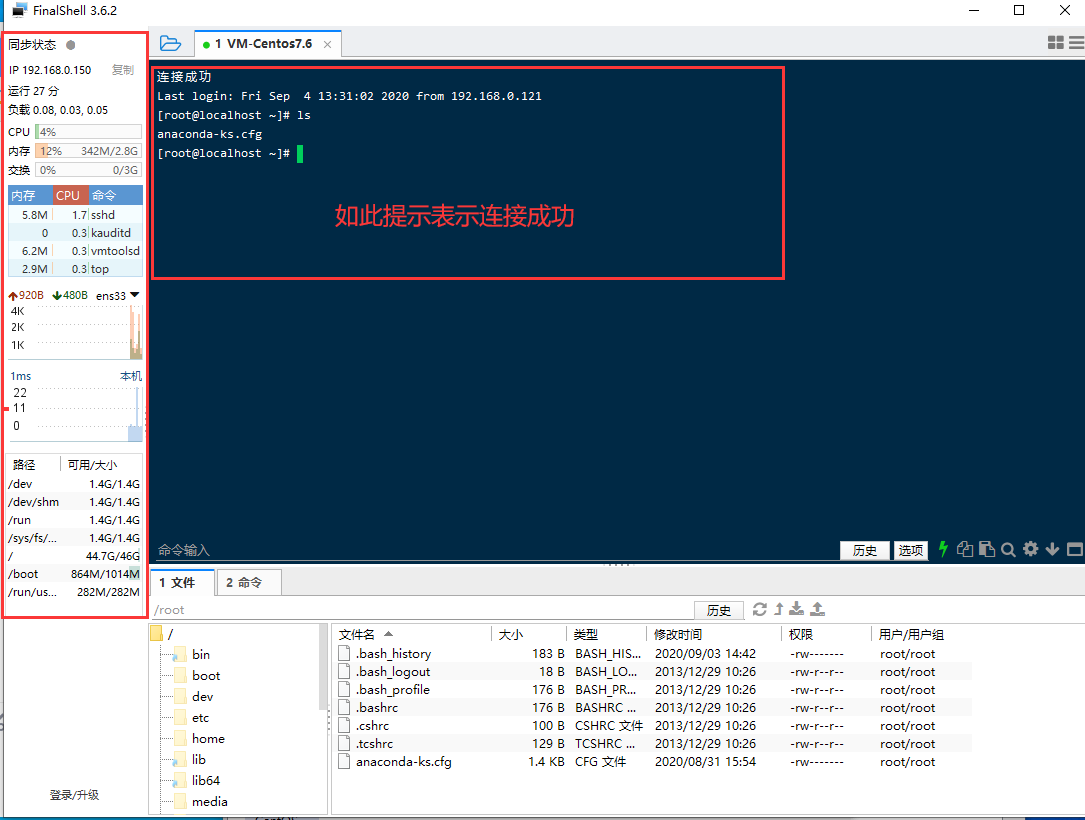 FinalShell 3.6.2
同步状态
IP 192.168.0.150 复制
运行 27 分
负载 0.08, 0.03, 0.05
CPU 4%
内存 12% 342M/2.8G
交换 0% 0/3G
内存 CPU 命令
5.8M 1.7 sshd
0 0.3 kauditd
6.2M 0.3 vmtoolsd
2.9M 0.3 top
920B 480B ens33
4K
2K
1K
1ms 本机
22
11
0
路径 可用/大小
/dev 1.4G/1.4G
/dev/shm 1.4G/1.4G
/run 1.4G/1.4G
/sys/fs/... 1.4G/1.4G
/ 44.7G/46G
/boot 864M/1014M
/run/us... 282M/282M
登录/升级
1 VM-Centos7.6
连接成功
Last login: Fri Sep  4 13:31:02 2020 from 192.168.0.121
[root@localhost ~]# ls
anaconda-ks.cfg
[root@localhost ~]#
如此提示表示连接成功
命令输入 历史 选项
1 文件 2 命令
/root 历史
/
bin
boot
dev
etc
home
lib
lib64
media
文件名 大小 类型 修改时间 权限 用户/用户组
.bash_history 183 B BASH_HIS... 2020/09/03 14:42 -rw------- root/root
.bash_logout 18 B BASH_LO... 2013/12/29 10:26 -rw-r--r-- root/root
.bash_profile 176 B BASH_PR... 2013/12/29 10:26 -rw-r--r-- root/root
.bashrc 176 B BASHRC ... 2013/12/29 10:26 -rw-r--r-- root/root
.cshrc 100 B CSHRC 文件 2013/12/29 10:26 -rw-r--r-- root/root
.tcshrc 129 B TCSHRC ... 2013/12/29 10:26 -rw-r--r-- root/root
anaconda-ks.cfg 1.4 KB CFG 文件 2020/08/31 15:54 -rw------- root/root